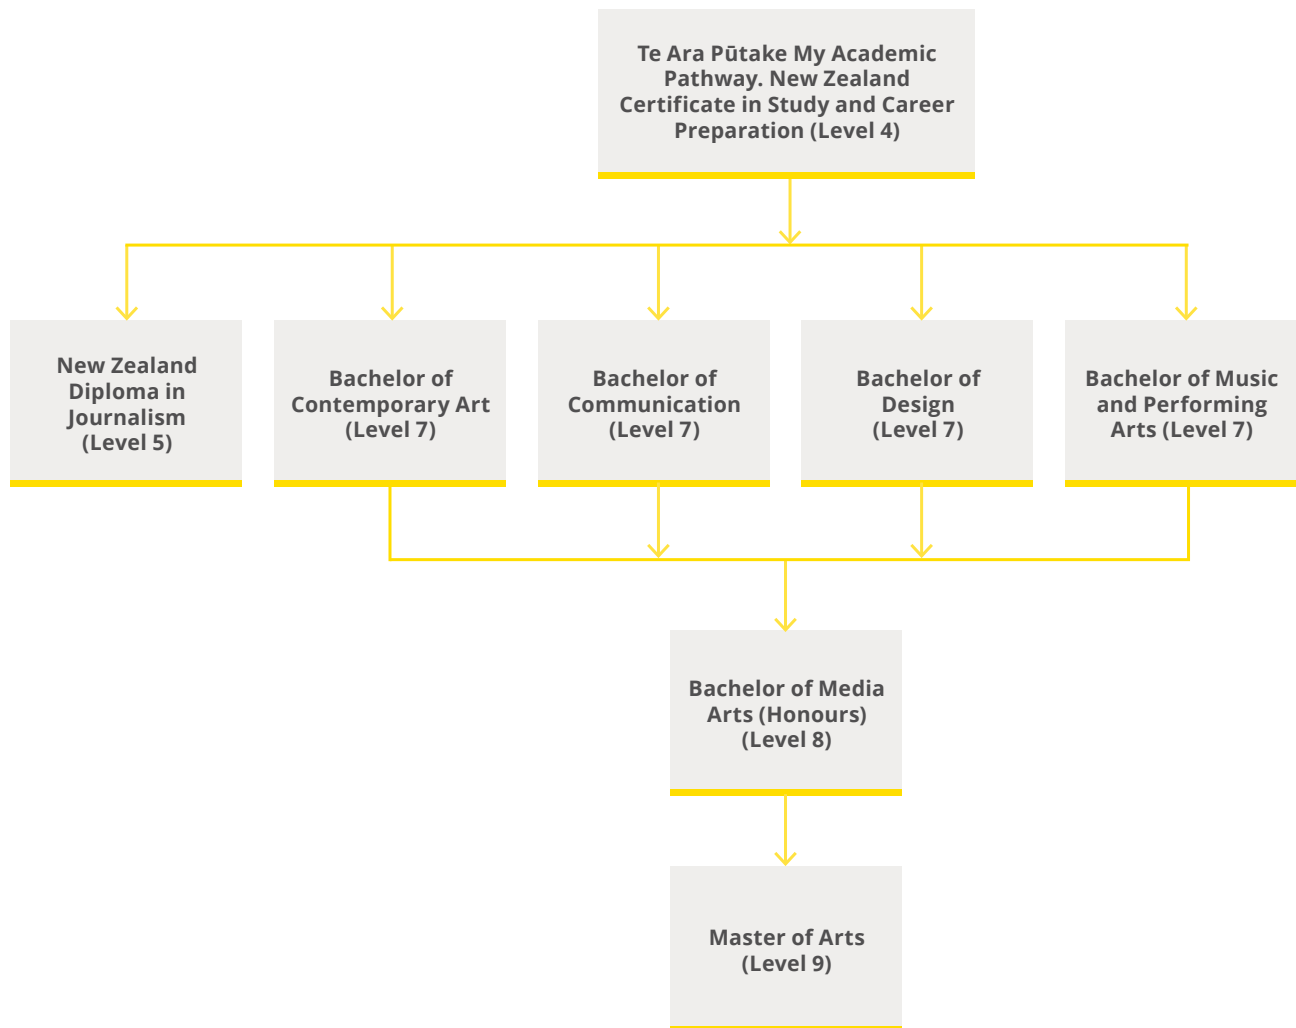 Te Ara Pūtake My Academic
Pathway. New Zealand
Certificate in Study and Career
Preparation (Level 4)
New Zealand
Diploma in
Journalism
(Level 5)
Bachelor of
Contemporary Art
(Level 7)
Bachelor of
Communication
(Level 7)
Bachelor of
Design
(Level 7)
Bachelor of Music
and Performing
Arts (Level 7)
Bachelor of Media
Arts (Honours)
(Level 8)
Master of Arts
(Level 9)